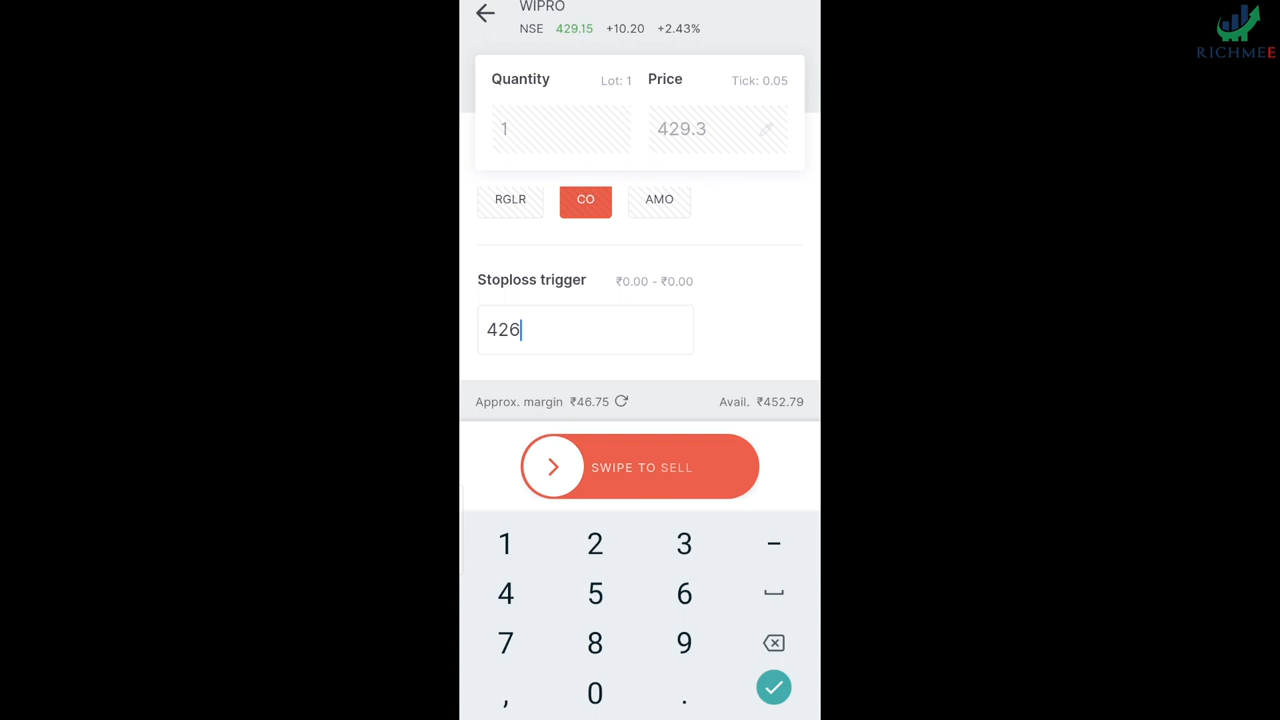 WIPRO
NSE 429.15 +10.20 +2.43%
Quantity Lot: 1 Price Tick: 0.05
1 429.3
RGLR CO AMO
Stoploss trigger ₹0.00 - ₹0.00
426
Approx. margin ₹46.75 Avail. ₹452.79
SWIPE TO SELL
1 2 3 -
4 5 6
7 8 9
, 0 .
RICHMEE